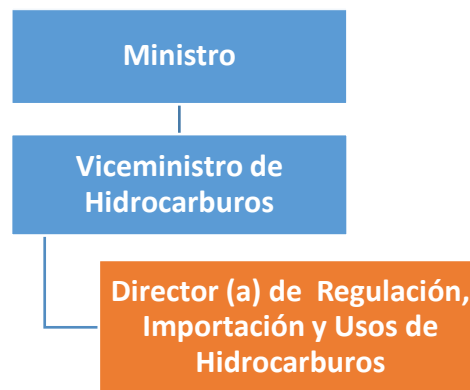 Ministro
Viceministro de
Hidrocarburos
Director (a) de Regulación,
Importación y Usos de
Hidrocarburos